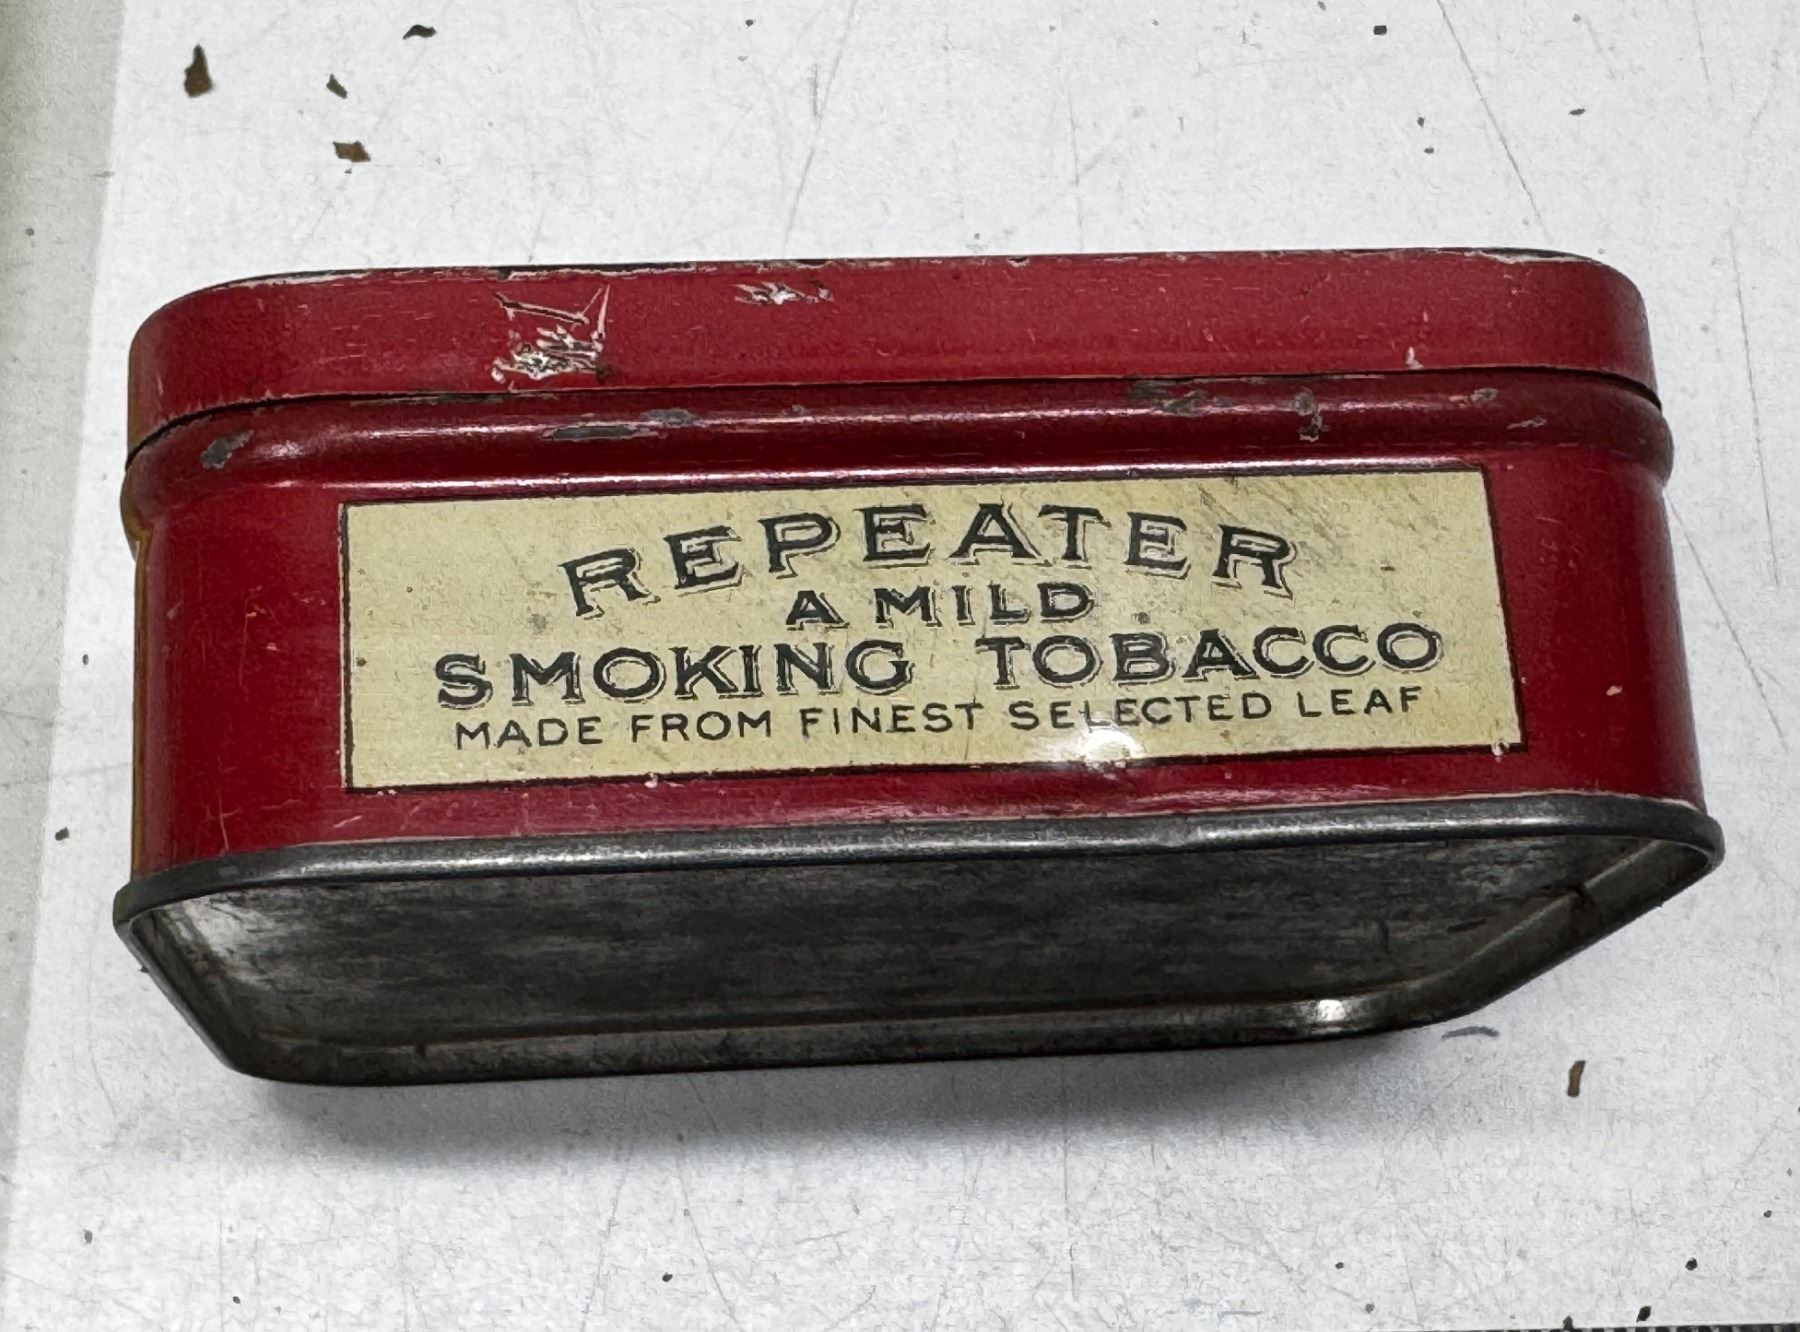 REPEATER
A MILD
SMOKING TOBACCO
MADE FROM FINEST SELECTED LEAF